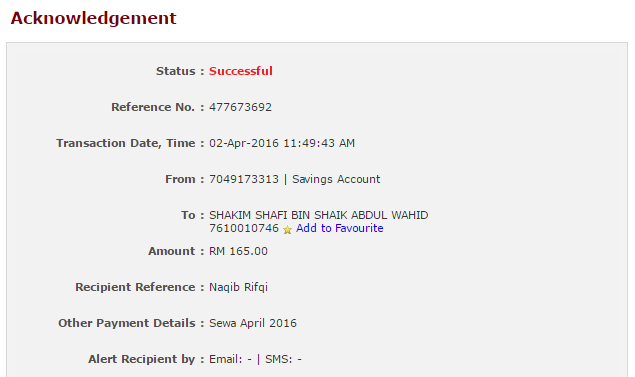 Acknowledgement
Status : Successful
Reference No. : 477673692
Transaction Date, Time : 02-Apr-2016 11:49:43 AM
From : 7049173313 | Savings Account
To : SHAKIM SHAFI BIN SHAIK ABDUL WAHID
7610010746 Add to Favourite
Amount : RM 165.00
Recipient Reference : Naqib Rifqi
Other Payment Details : Sewa April 2016
Alert Recipient by : Email: - | SMS: -